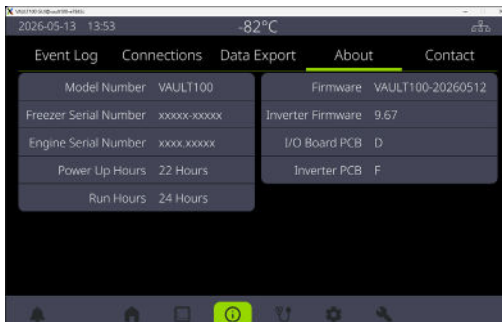 2026-05-13 13:53 -82°C
Event Log Connections Data Export About Contact
Model Number VAULT100
Freezer Serial Number xxxxx-xxxxx
Engine Serial Number xxxx.xxxxx
Power Up Hours 22 Hours
Run Hours 24 Hours
Firmware VAULT100-20260512
Inverter Firmware 9.67
I/O Board PCB D
Inverter PCB F